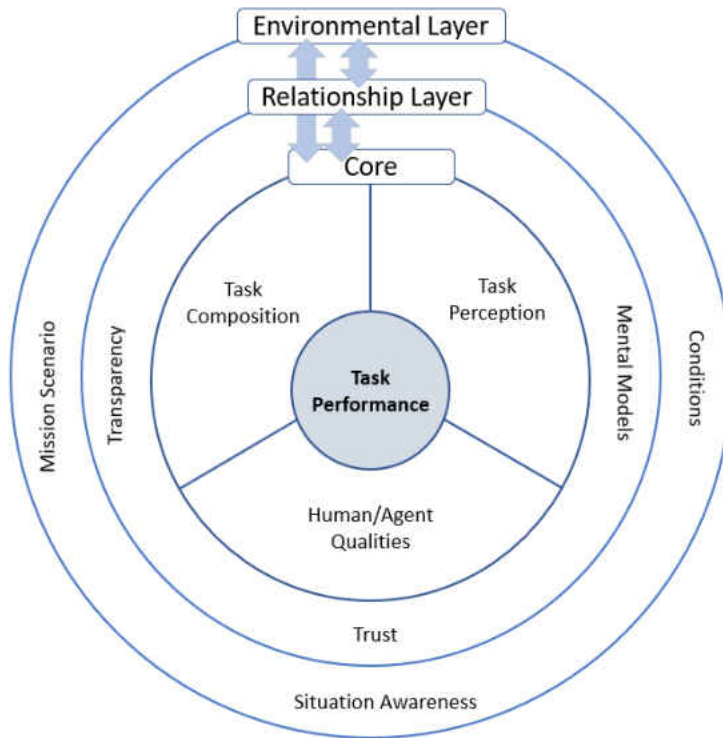 Environmental Layer
Relationship Layer
Core
Task
Composition
Task
Perception
Task
Performance
Human/Agent
Qualities
Transparency
Mental Models
Trust
Mission Scenario
Conditions
Situation Awareness